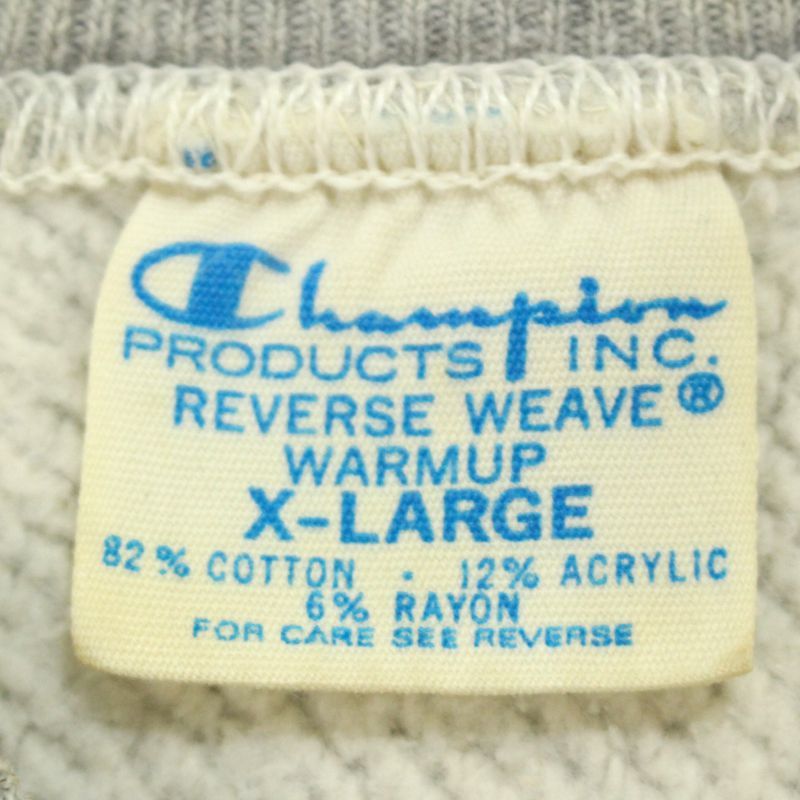 Champion
PRODUCTS INC.
REVERSE WEAVE®
WARMUP
X-LARGE
82% COTTON · 12% ACRYLIC
6% RAYON
FOR CARE SEE REVERSE